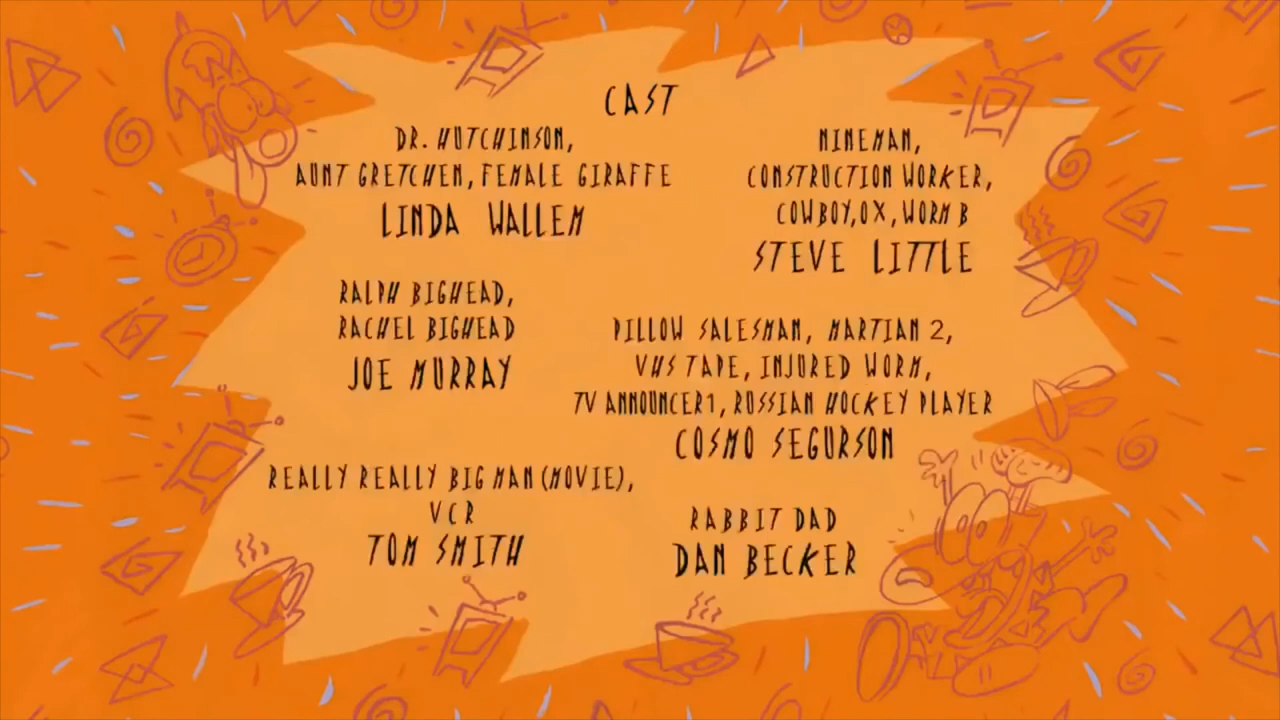 CAST
DR. HUTCHINSON,
AUNT GRETCHEN, FEMALE GIRAFFE
LINDA WALLEM
RALPH BIGHEAD,
RACHEL BIGHEAD
JOE MURRAY
REALLY REALLY BIG MAN (MOVIE),
VCR
TOM SMITH
NINEMAN,
CONSTRUCTION WORKER,
COWBOY, OX, WORM B
STEVE LITTLE
PILLOW SALESMAN, MARTIAN 2,
VHS TAPE, INJURED WORM,
TV ANNOUNCER1, RUSSIAN HOCKEY PLAYER
COSMO SEGURSON
RABBIT DAD
DAN BECKER